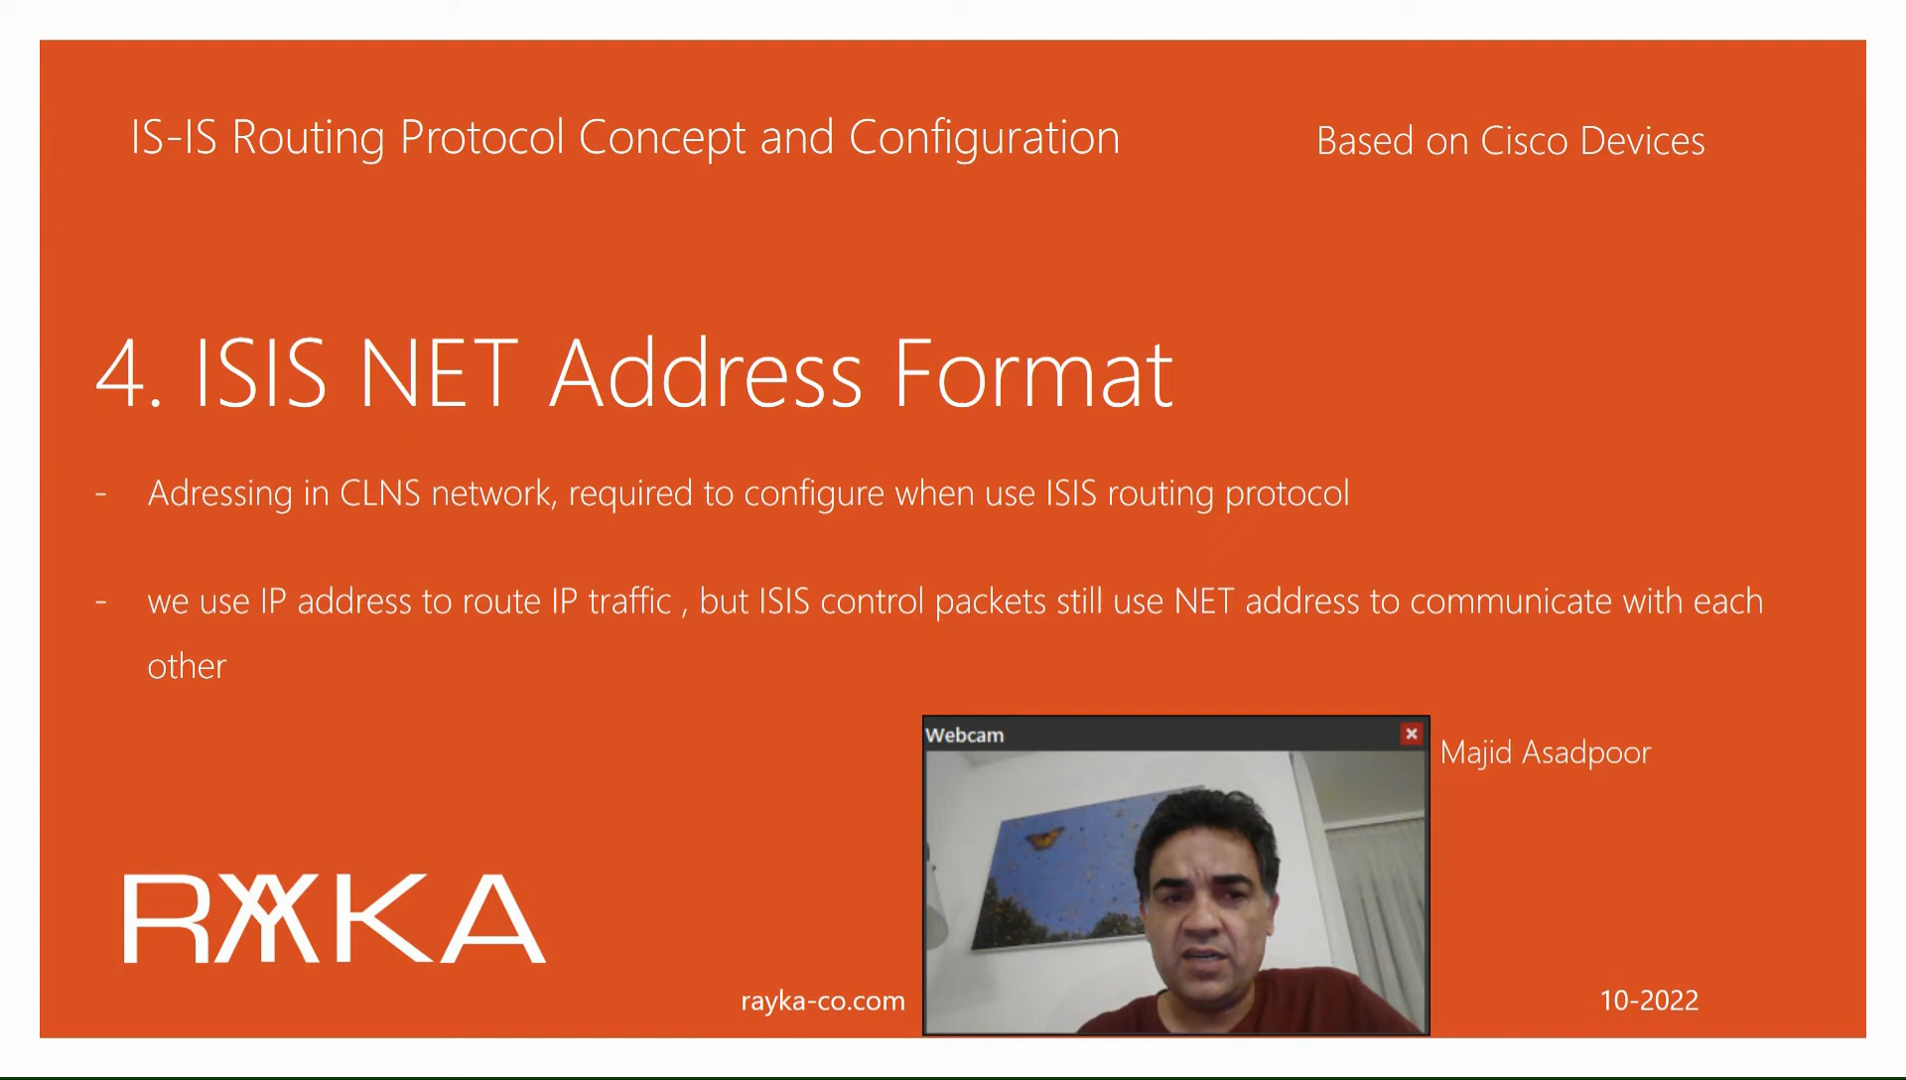 IS-IS Routing Protocol Concept and Configuration
Based on Cisco Devices
4. ISIS NET Address Format
- Adressing in CLNS network, required to configure when use ISIS routing protocol
- we use IP address to route IP traffic , but ISIS control packets still use NET address to communicate with each
other
Webcam
Majid Asadpoor
RAYKA
rayka-co.com
10-2022